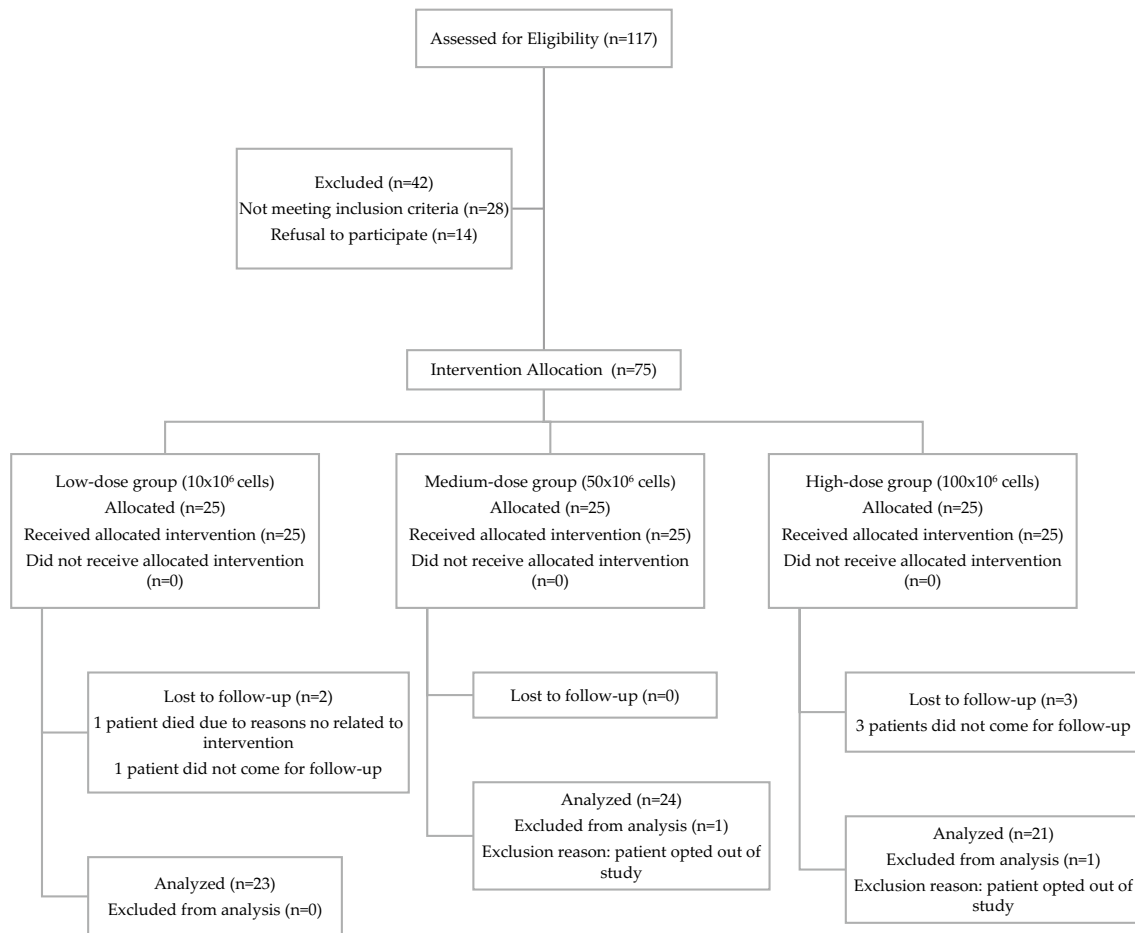 Assessed for Eligibility (n=117)
Excluded (n=42)
Not meeting inclusion criteria (n=28)
Refusal to participate (n=14)
Intervention Allocation (n=75)
Low-dose group (10x10⁶ cells)
Allocated (n=25)
Received allocated intervention (n=25)
Did not receive allocated intervention
(n=0)
Medium-dose group (50x10⁶ cells)
Allocated (n=25)
Received allocated intervention (n=25)
Did not receive allocated intervention
(n=0)
High-dose group (100x10⁶ cells)
Allocated (n=25)
Received allocated intervention (n=25)
Did not receive allocated intervention
(n=0)
Lost to follow-up (n=2)
1 patient died due to reasons no related to
intervention
1 patient did not come for follow-up
Lost to follow-up (n=0)
Lost to follow-up (n=3)
3 patients did not come for follow-up
Analyzed (n=23)
Excluded from analysis (n=0)
Analyzed (n=24)
Excluded from analysis (n=1)
Exclusion reason: patient opted out of
study
Analyzed (n=21)
Excluded from analysis (n=1)
Exclusion reason: patient opted out of
study